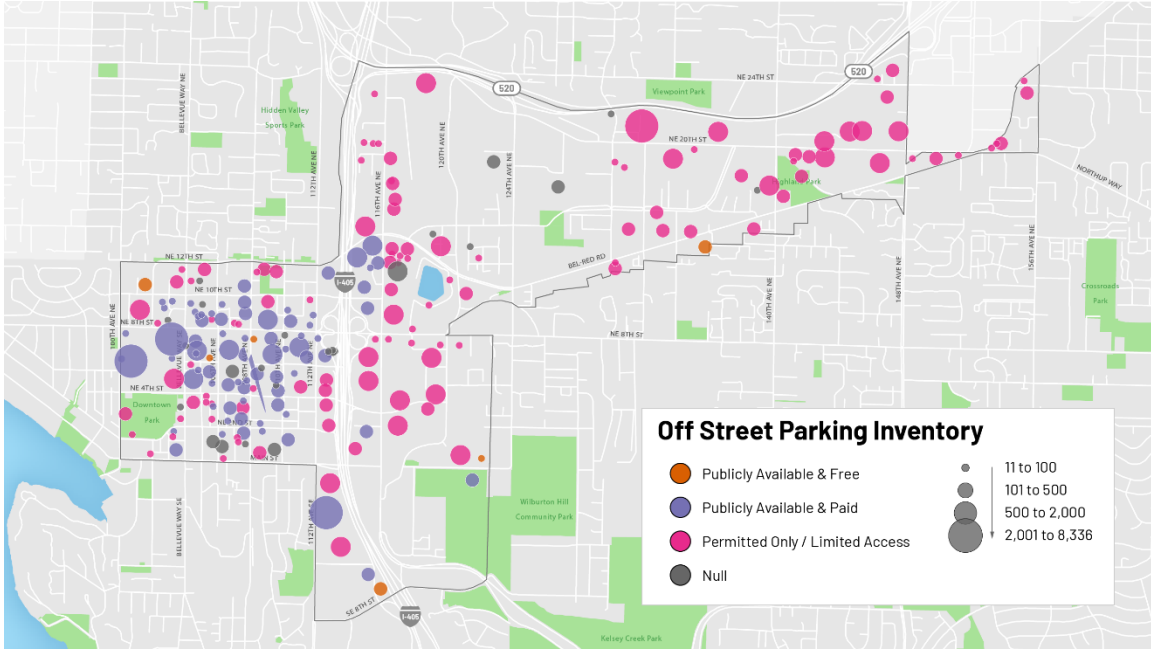 520
NE 24TH ST
520
Viewpoint Park
BELLEVUE WAY NE
Hidden Valley
Sports Park
112TH AVE NE
120TH AVE NE
124TH AVE NE
NE 20TH ST
116TH AVE NE
Highland Park
NORTHUP WAY
156TH AVE NE
148TH AVE NE
140TH AVE NE
BEL-RED RD
NE 12TH ST
I-405
NE 10TH ST
NE 8TH ST
NE 8TH ST
Crossroads
Park
112TH AVE NE
NE 4TH ST
Downtown
Park
NE 2ND ST
MAIN ST
BELLEVUE WAY SE
112TH AVE SE
Wilburton Hill
Community Park
SE 8TH ST
I-405
Kelsey Creek Park
Off Street Parking Inventory
Publicly Available & Free
Publicly Available & Paid
Permitted Only / Limited Access
Null
11 to 100
101 to 500
500 to 2,000
2,001 to 8,336